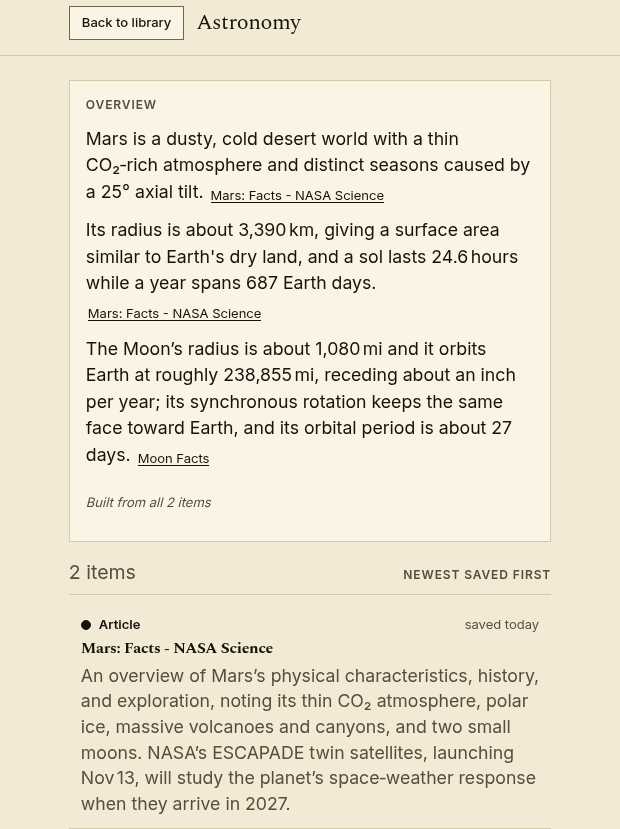 Back to library
Astronomy
OVERVIEW
Mars is a dusty, cold desert world with a thin
CO₂-rich atmosphere and distinct seasons caused by
a 25° axial tilt. Mars: Facts - NASA Science
Its radius is about 3,390 km, giving a surface area
similar to Earth's dry land, and a sol lasts 24.6 hours
while a year spans 687 Earth days.
Mars: Facts - NASA Science
The Moon’s radius is about 1,080 mi and it orbits
Earth at roughly 238,855 mi, receding about an inch
per year; its synchronous rotation keeps the same
face toward Earth, and its orbital period is about 27
days. Moon Facts
Built from all 2 items
2 items
NEWEST SAVED FIRST
Article
saved today
Mars: Facts - NASA Science
An overview of Mars’s physical characteristics, history,
and exploration, noting its thin CO₂ atmosphere, polar
ice, massive volcanoes and canyons, and two small
moons. NASA’s ESCAPADE twin satellites, launching
Nov 13, will study the planet’s space-weather response
when they arrive in 2027.